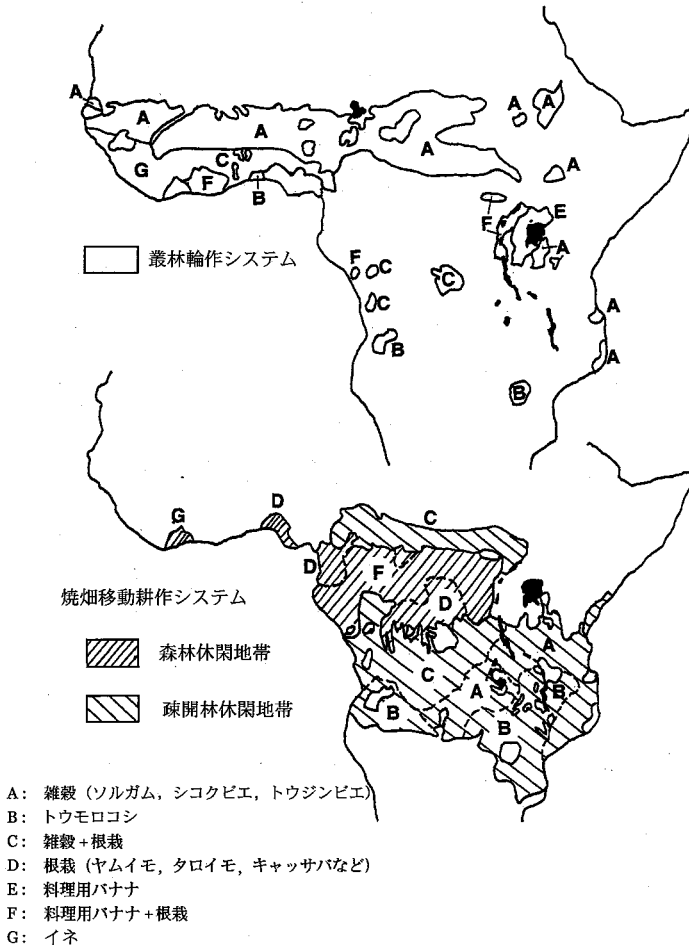 A
A
A
A
A
A
G
C
F
B
A
F
E
A
叢林輪作システム
F
C
C
C
A
B
A
B
D
G
C
D
F
焼畑移動耕作システム
D
森林休閑地帯
A
C
A
B
疎開林休閑地帯
B
B
A: 雑穀（ソルガム，シコクビエ，トウジンビエ）
B: トウモロコシ
C: 雑穀+根栽
D: 根栽（ヤムイモ，タロイモ，キャッサバなど）
E: 料理用バナナ
F: 料理用バナナ+根栽
G: イネ